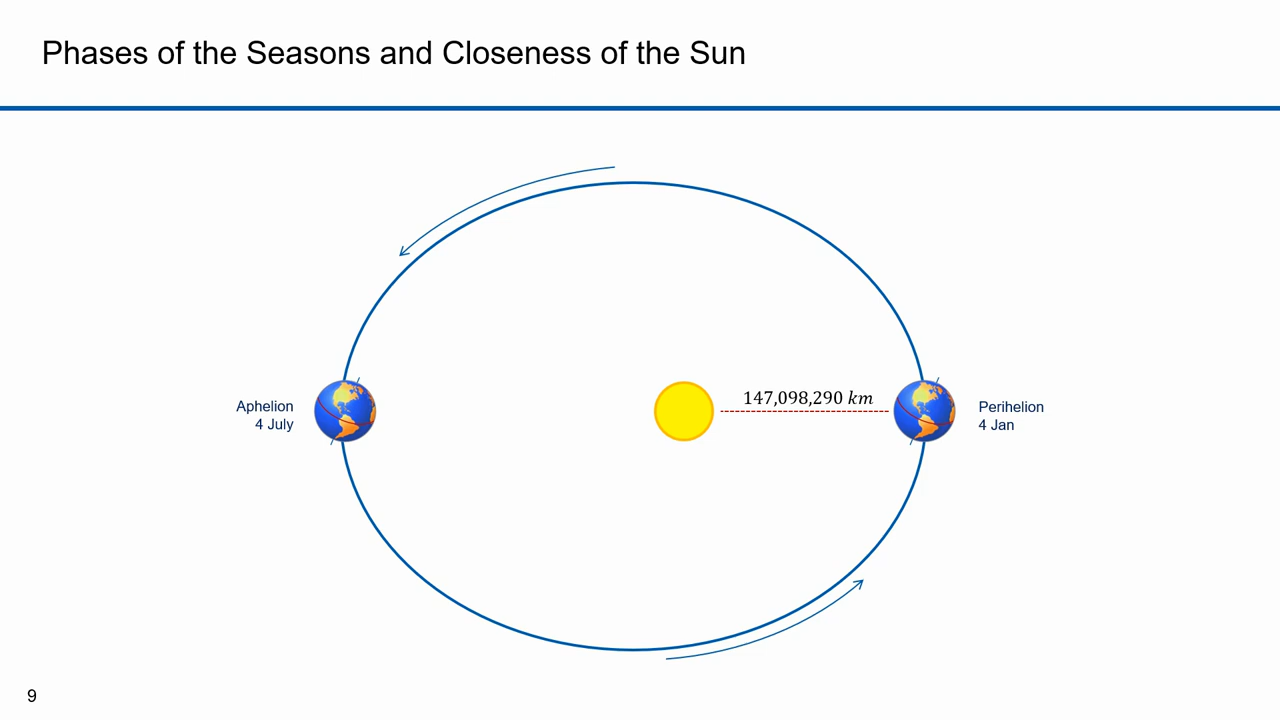 Phases of the Seasons and Closeness of the Sun
147,098,290 km
Aphelion
4 July
Perihelion
4 Jan
9